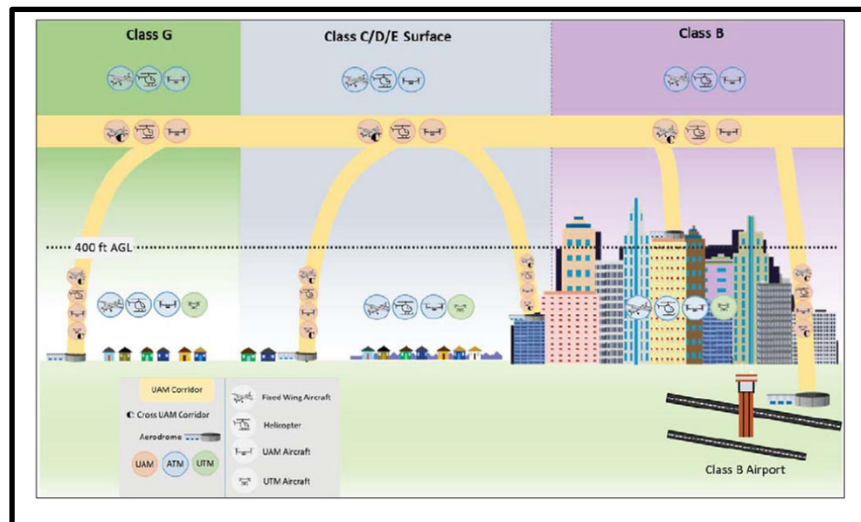 Class G
Class C/D/E Surface
Class B
400 ft AGL
UAM Corridor
Cross UAM Corridor
Aerodrome
UAM ATM UTM
Fixed Wing Aircraft
Helicopter
UAM Aircraft
UTM Aircraft
Class B Airport